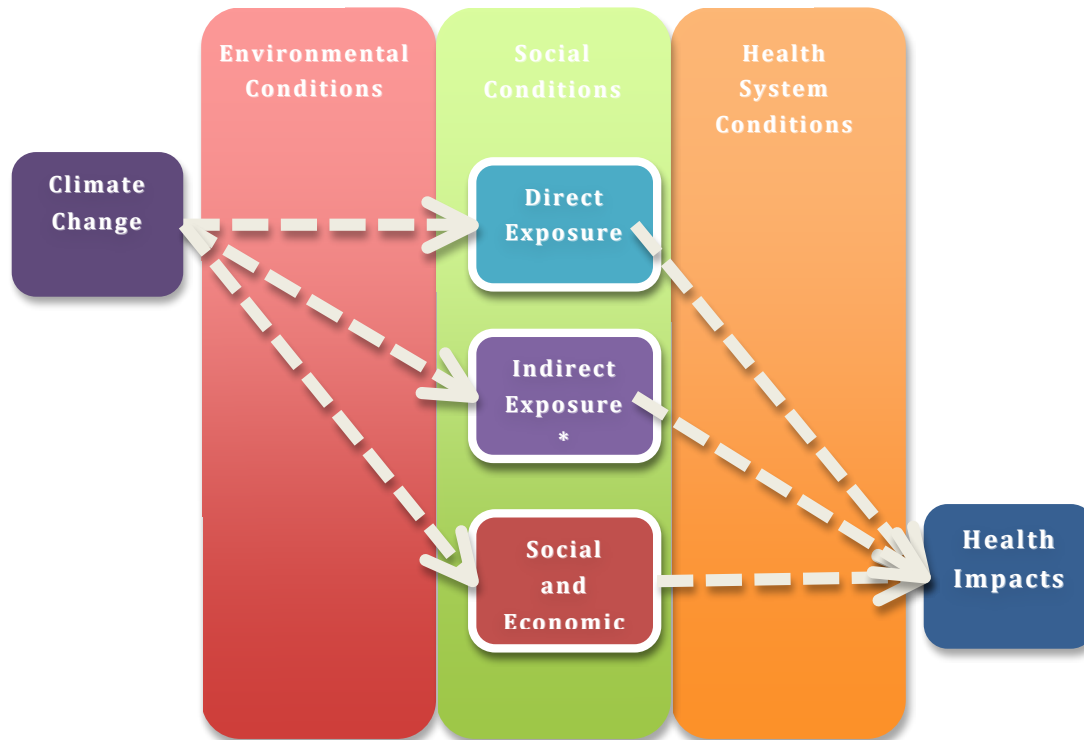 Environmental
Conditions
Social
Conditions
Health
System
Conditions
Climate
Change
Direct
Exposure
Indirect
Exposure
*
Social
and
Economic
Health
Impacts